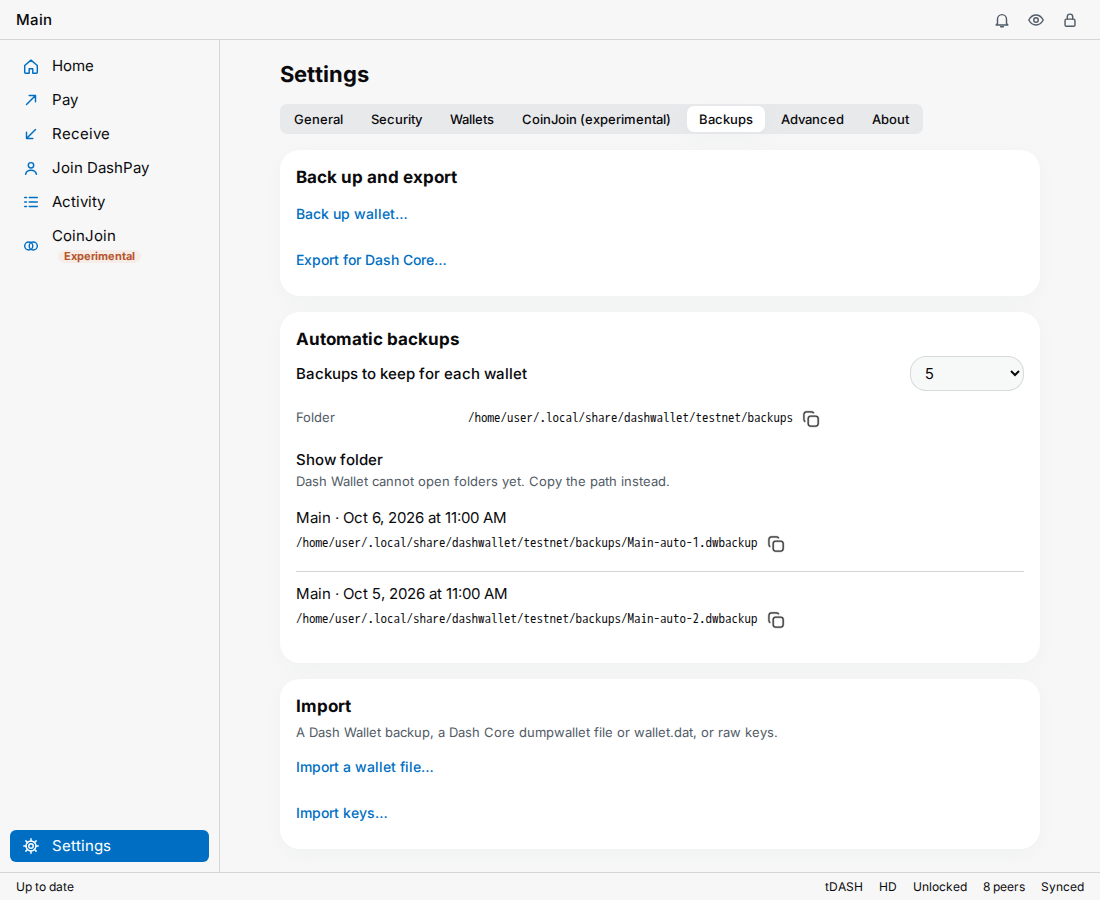 Main
Home
Pay
Receive
Join DashPay
Activity
CoinJoin
Experimental
Settings
Settings
General Security Wallets CoinJoin (experimental) Backups Advanced About
Back up and export
Back up wallet...
Export for Dash Core...
Automatic backups
Backups to keep for each wallet 5
Folder /home/user/.local/share/dashwallet/testnet/backups
Show folder
Dash Wallet cannot open folders yet. Copy the path instead.
Main · Oct 6, 2026 at 11:00 AM
/home/user/.local/share/dashwallet/testnet/backups/Main-auto-1.dwbackup
Main · Oct 5, 2026 at 11:00 AM
/home/user/.local/share/dashwallet/testnet/backups/Main-auto-2.dwbackup
Import
A Dash Wallet backup, a Dash Core dumpwallet file or wallet.dat, or raw keys.
Import a wallet file...
Import keys...
Up to date tDASH HD Unlocked 8 peers Synced